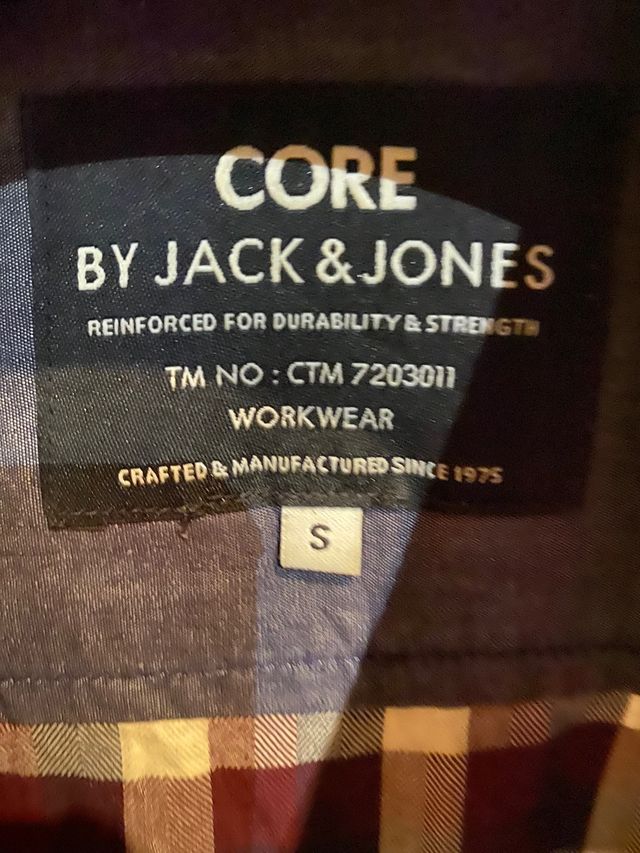 CORE
BY JACK & JONES
REINFORCED FOR DURABILITY & STRENGTH
TM NO : CTM 7203011
WORKWEAR
CRAFTED & MANUFACTURED SINCE 1975
S